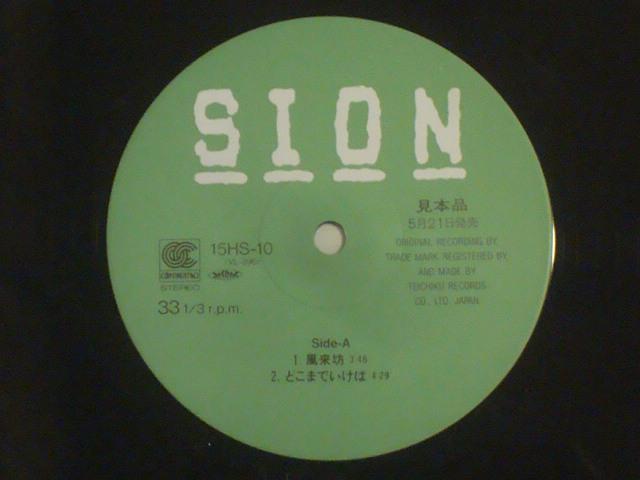 SION
見本品
5月21日発売
15HS-10
ORIGINAL RECORDING BY,
TRADE MARK REGISTERED BY,
AND MADE BY
TEICHIKU RECORDS
CO., LTD. JAPAN.
CONTINENTAL
STEREO
33 1/3 r.p.m.
Side-A
1. 風来坊 3:46
2. どこまでいけば 4:29